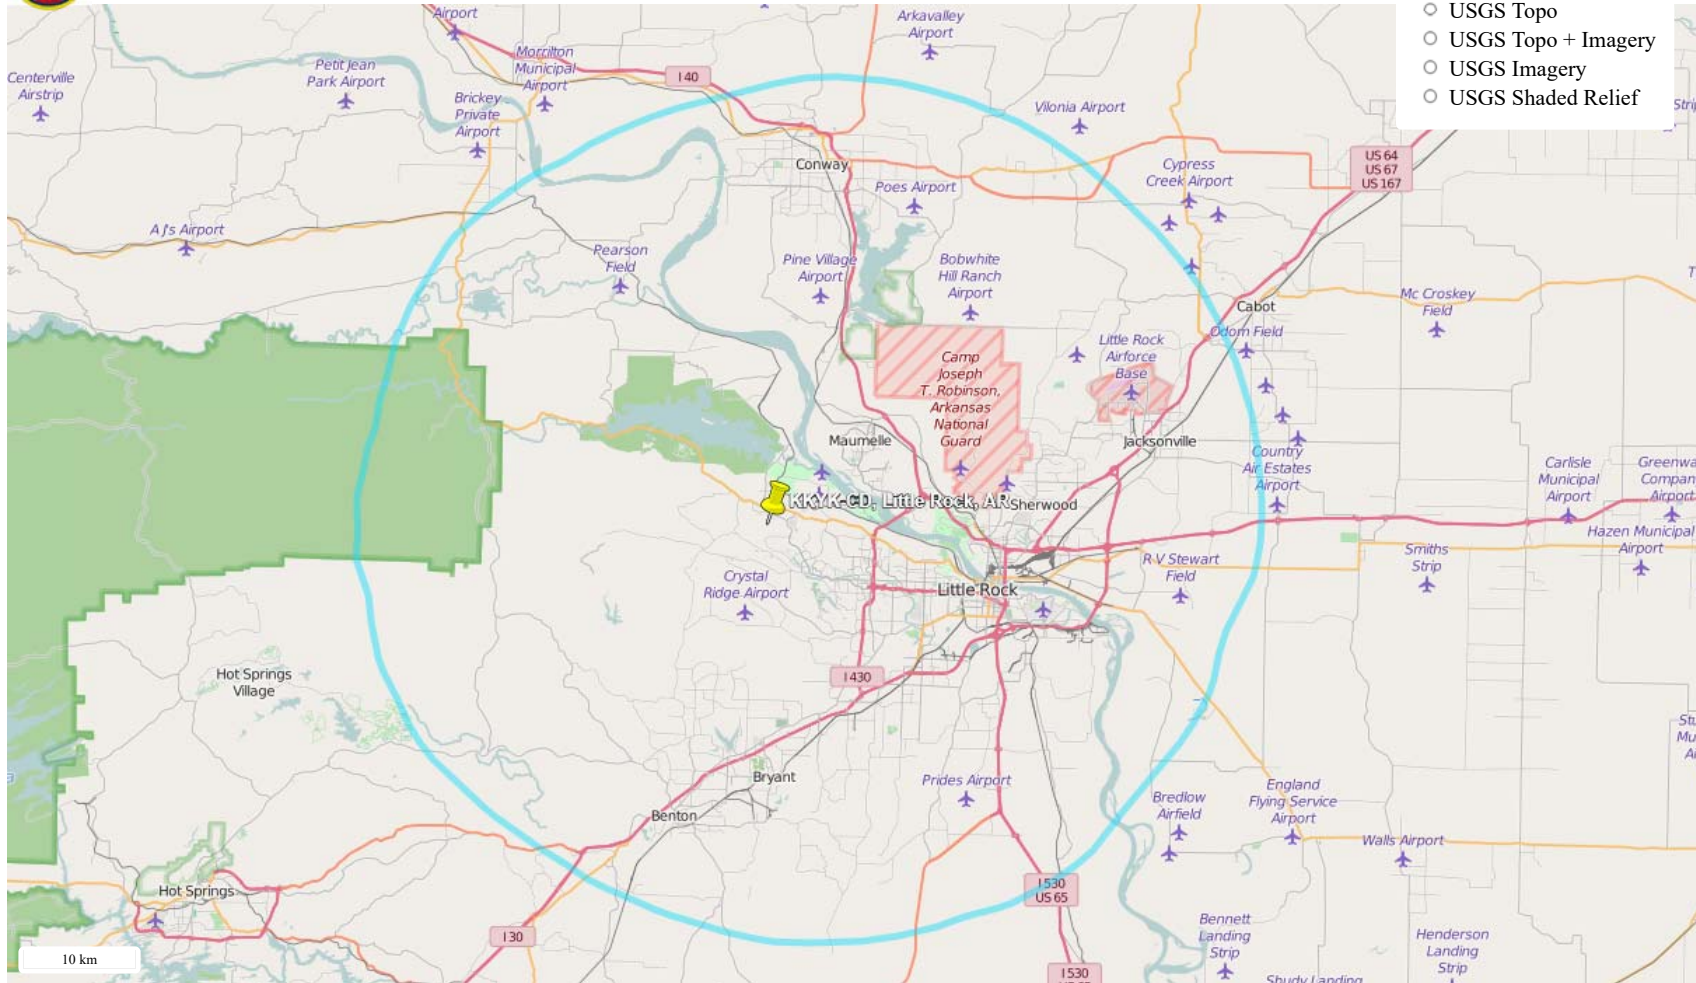 USGS Topo
USGS Topo + Imagery
USGS Imagery
USGS Shaded Relief
Airport
Arkavalley
Airport
Morrilton
Municipal
Airport
Petit Jean
Park Airport
Centerville
Airstrip
I 40
Brickey
Private
Airport
Vilonia Airport
Conway
US 64
US 67
US 167
Cypress
Creek Airport
Poes Airport
A J's Airport
Pearson
Field
Pine Village
Airport
Bobwhite
Hill Ranch
Airport
Mc Croskey
Field
Cabot
Odom Field
Little Rock
Airforce
Base
Camp
Joseph
T. Robinson,
Arkansas
National
Guard
Maumelle
Jacksonville
Country
Air Estates
Airport
Carlisle
Municipal
Airport
Greenwa
Compan
Airport
KKYK-CD, Little Rock, AR
Sherwood
Hazen Municipal
Airport
Smiths
Strip
R V Stewart
Field
Crystal
Ridge Airport
Little Rock
Hot Springs
Village
I 430
Bryant
Prides Airport
Benton
Bredlow
Airfield
England
Flying Service
Airport
Walls Airport
Hot Springs
I 530
US 65
I 30
Bennett
Landing
Strip
Henderson
Landing
Strip
10 km
I 530